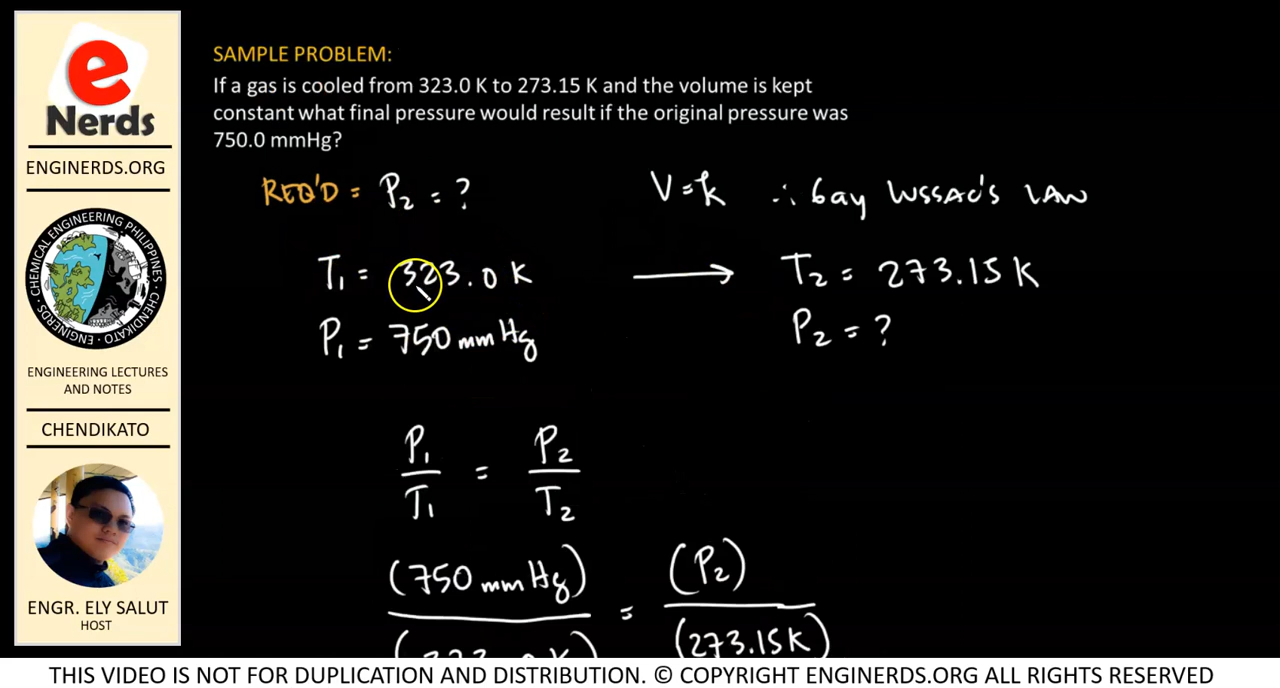 e
Nerds
ENGINERDS.ORG
CHEMICAL ENGINEERING PHILIPPINES
CHENDIKATO-ENGINERDS
ENGINEERING LECTURES
AND NOTES
CHENDIKATO
ENGR. ELY SALUT
HOST
SAMPLE PROBLEM:
If a gas is cooled from 323.0 K to 273.15 K and the volume is kept
constant what final pressure would result if the original pressure was
750.0 mmHg?
REQ'D = P₂ = ?
V = k ∴ Gay LUSSAC'S LAW
T₁ = 323.0 K → T₂ = 273.15 K
P₁ = 750 mmHg P₂ = ?
P₁/T₁ = P₂/T₂
(750 mmHg) / (323.0K) = (P₂) / (273.15K)
THIS VIDEO IS NOT FOR DUPLICATION AND DISTRIBUTION. © COPYRIGHT ENGINERDS.ORG ALL RIGHTS RESERVED